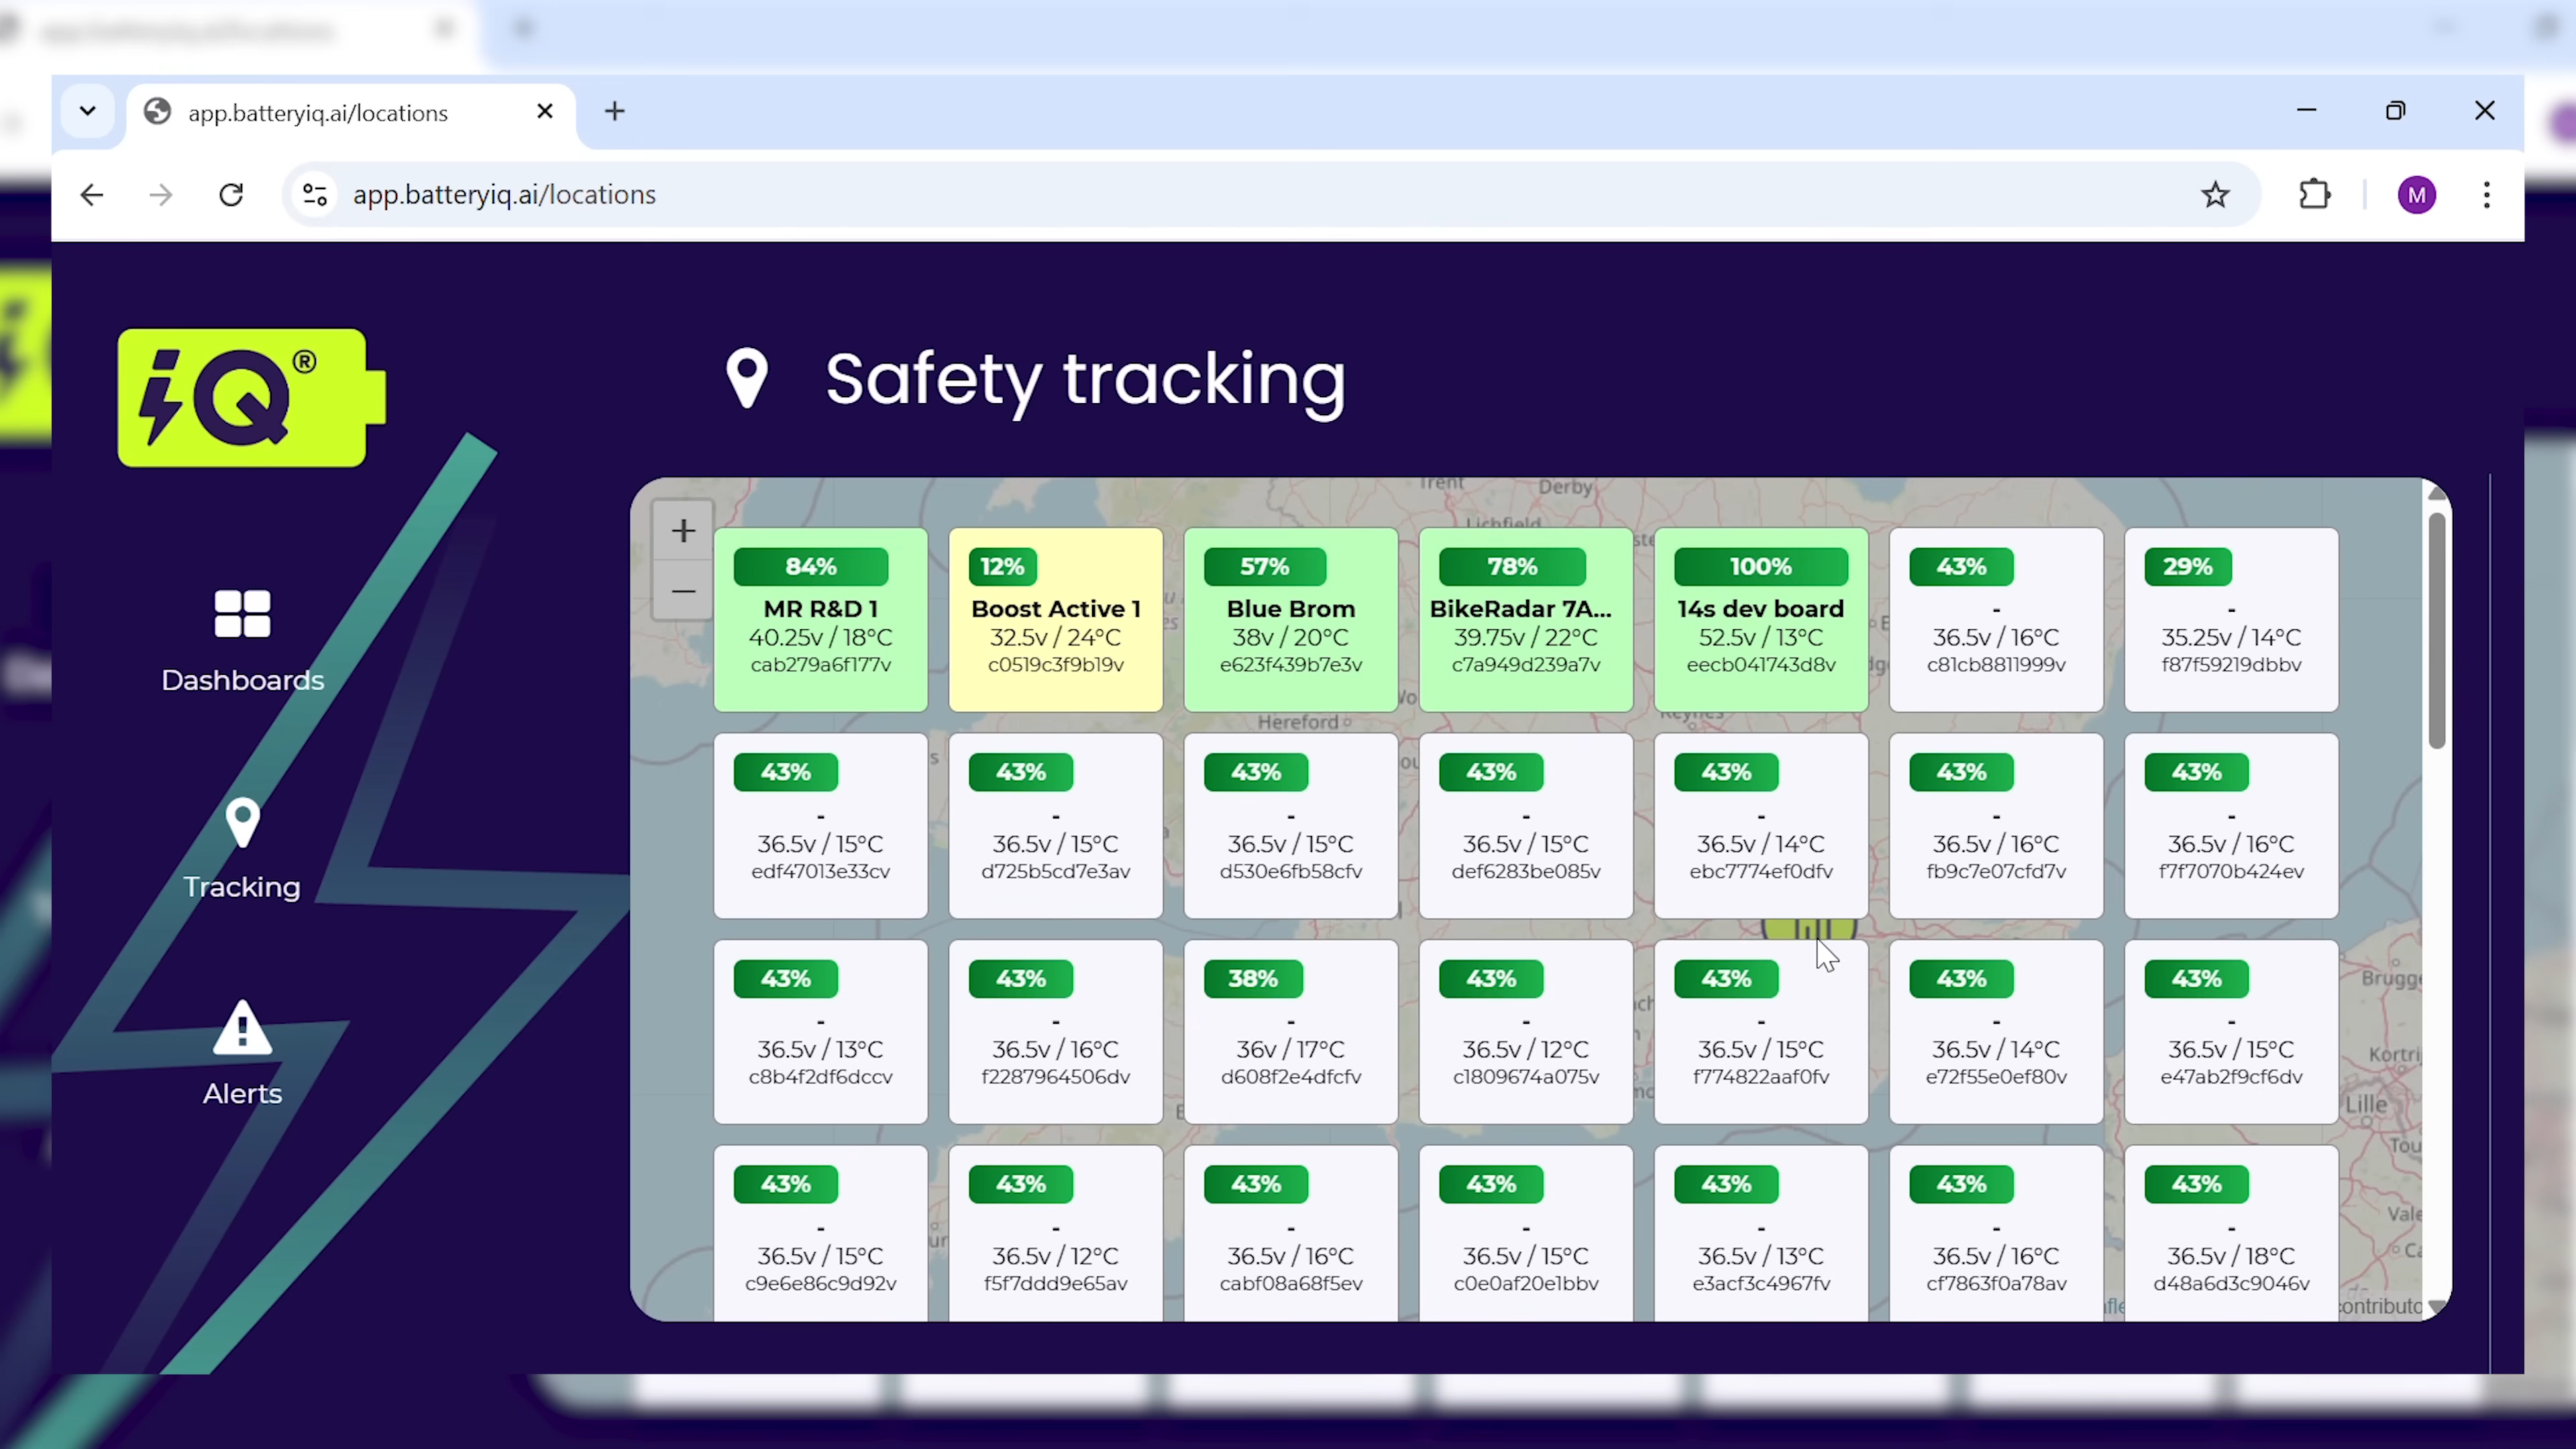 app.batteryiq.ai/locations
app.batteryiq.ai/locations
M
iQ®
Safety tracking
Dashboards
Tracking
Alerts
+
−
Trent
Derby
Lichfield
84%
MR R&D 1
40.25v / 18°C
cab279a6f177v
12%
Boost Active 1
32.5v / 24°C
c0519c3f9b19v
57%
Blue Brom
38v / 20°C
e623f439b7e3v
78%
BikeRadar 7A...
39.75v / 22°C
c7a949d239a7v
100%
14s dev board
52.5v / 13°C
eecb041743d8v
43%
-
36.5v / 16°C
c81cb8811999v
29%
-
35.25v / 14°C
f87f59219dbbv
Hereford
43%
-
36.5v / 15°C
edf47013e33cv
43%
-
36.5v / 15°C
d725b5cd7e3av
43%
-
36.5v / 15°C
d530e6fb58cfv
43%
-
36.5v / 15°C
def6283be085v
43%
-
36.5v / 14°C
ebc7774ef0dfv
43%
-
36.5v / 16°C
fb9c7e07cfd7v
43%
-
36.5v / 16°C
f7f7070b424ev
43%
-
36.5v / 13°C
c8b4f2df6dccv
43%
-
36.5v / 16°C
f2287964506dv
38%
-
36v / 17°C
d608f2e4dfcfv
43%
-
36.5v / 12°C
c1809674a075v
43%
-
36.5v / 15°C
f774822aaf0fv
43%
-
36.5v / 14°C
e72f55e0ef80v
43%
-
36.5v / 15°C
e47ab2f9cf6dv
Brugge
Kortri
Lille
Tou
43%
-
36.5v / 15°C
c9e6e86c9d92v
43%
-
36.5v / 12°C
f5f7ddd9e65av
43%
-
36.5v / 16°C
cabf08a68f5ev
43%
-
36.5v / 15°C
c0e0af20e1bbv
43%
-
36.5v / 13°C
e3acf3c4967fv
43%
-
36.5v / 16°C
cf7863f0a78av
43%
-
36.5v / 18°C
d48a6d3c9046v
Vale
contributo